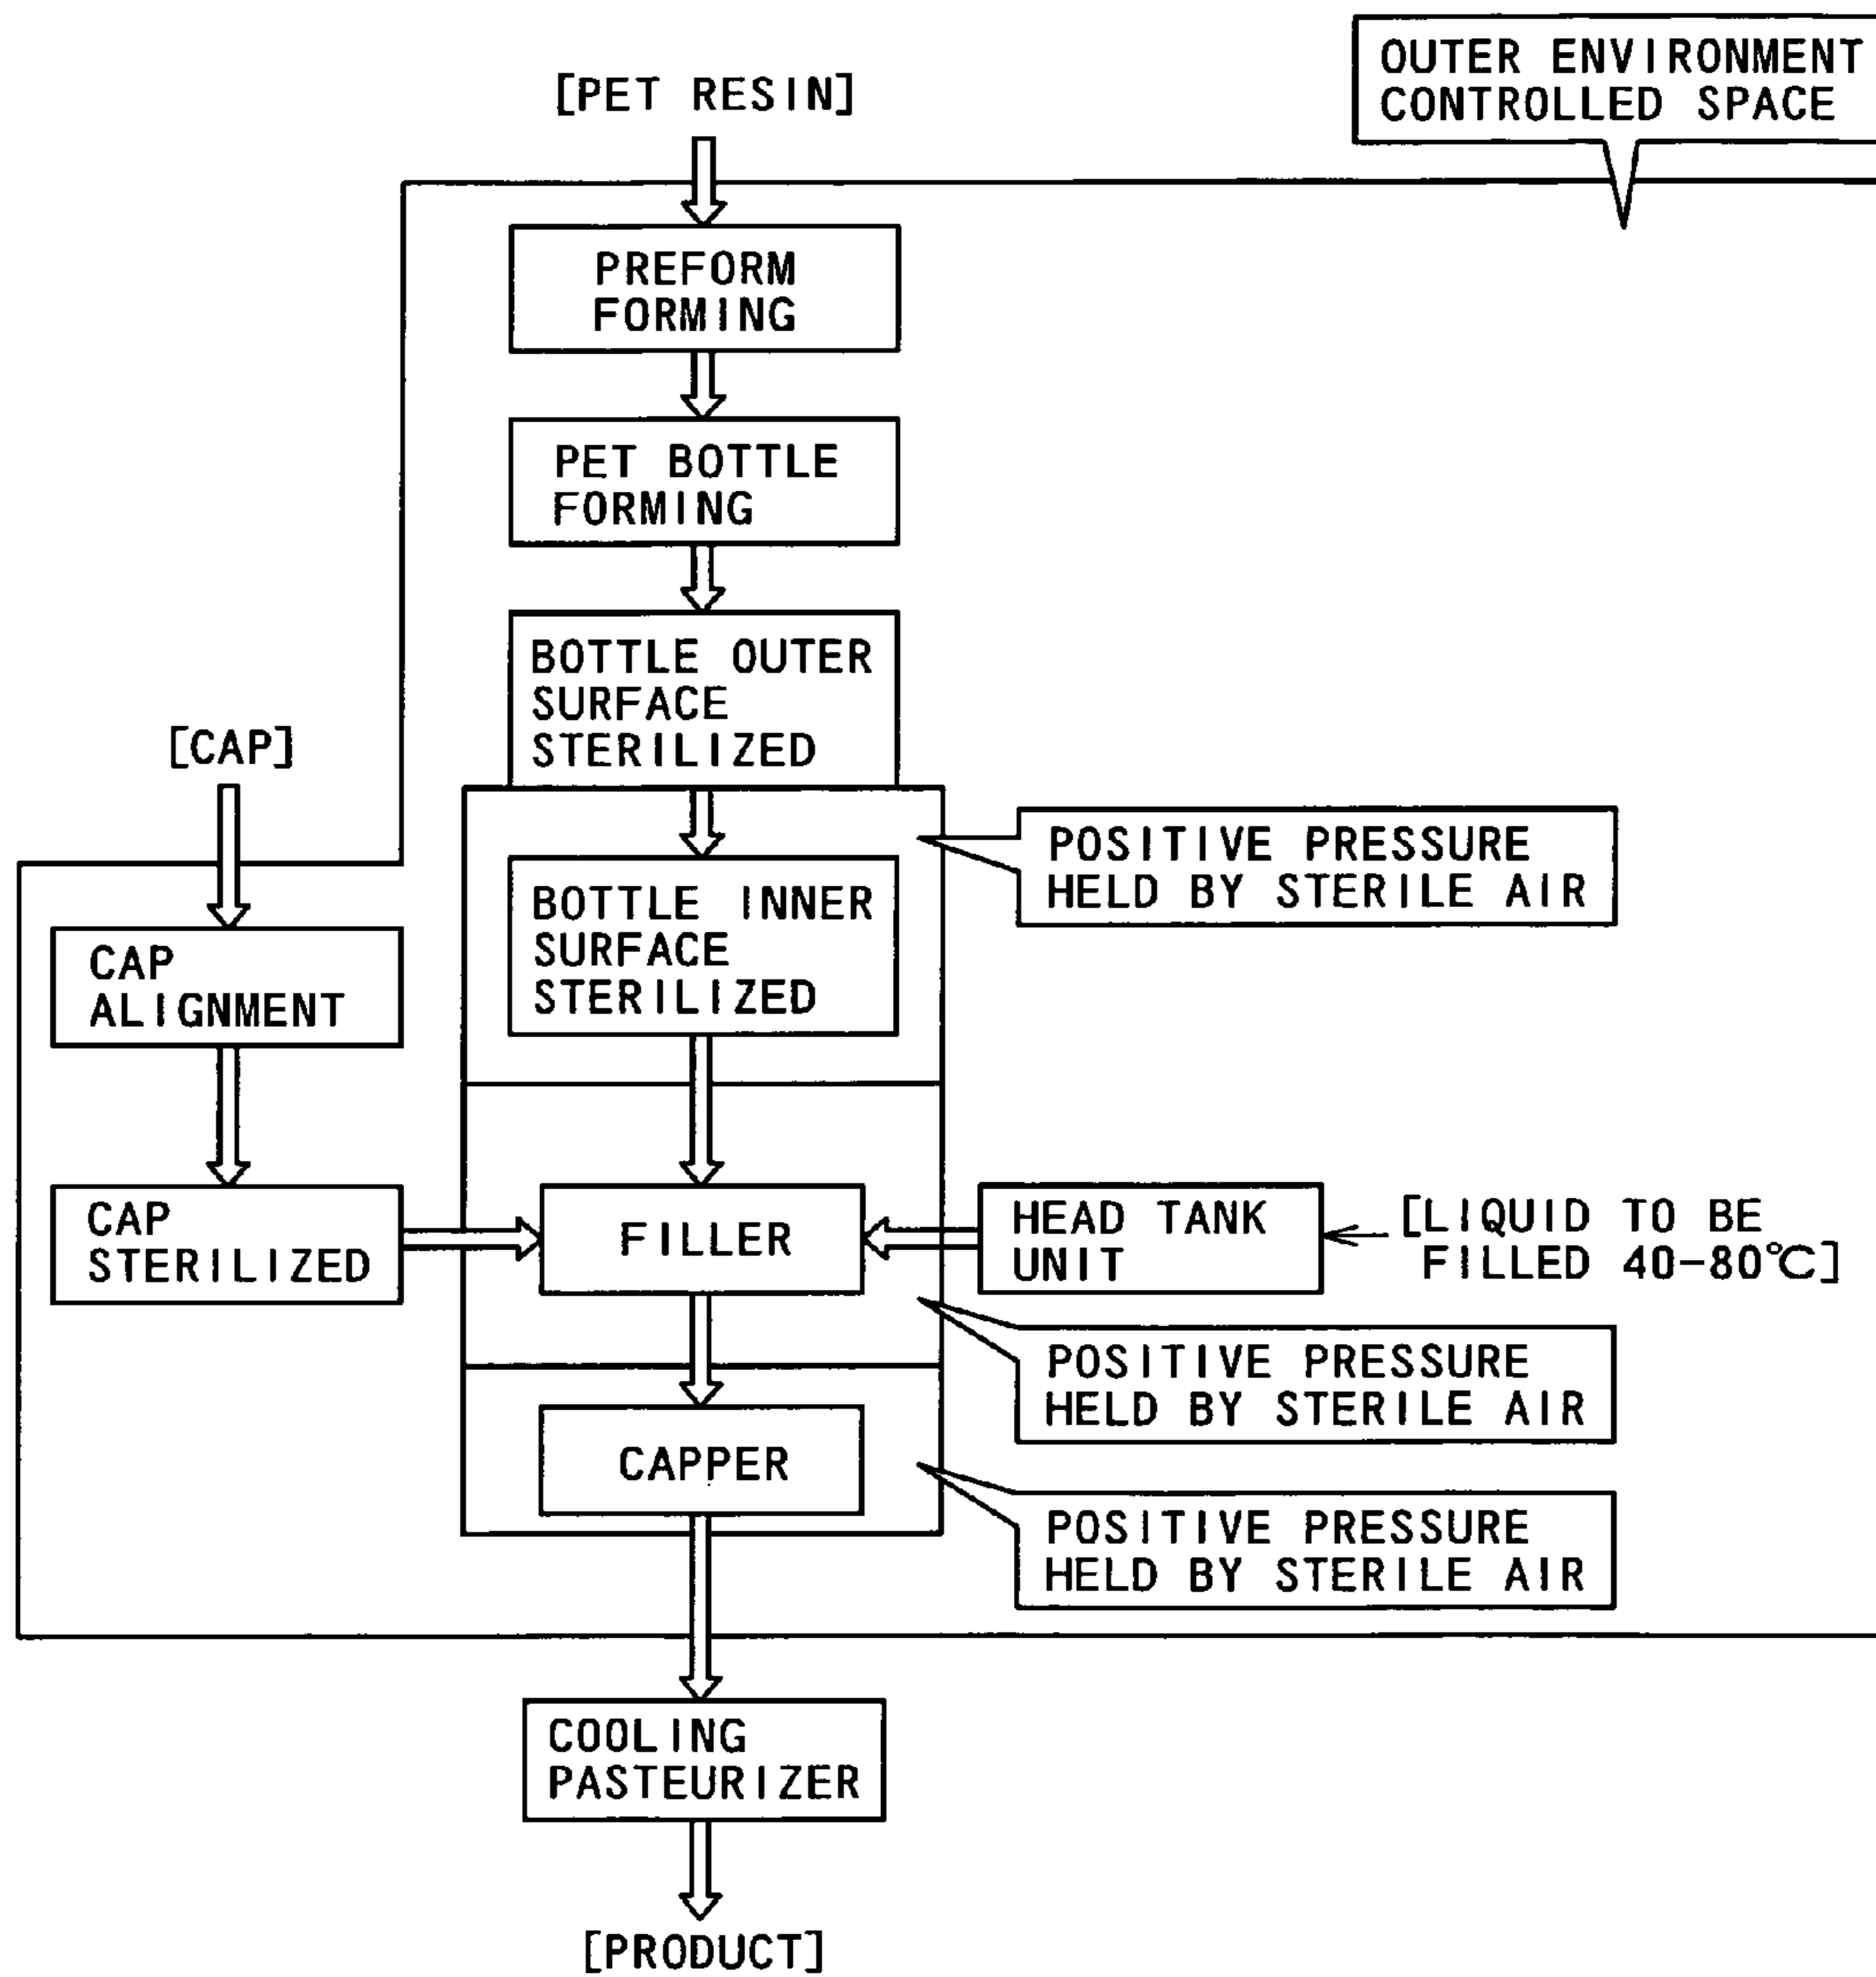 OUTER ENVIRONMENT
CONTROLLED SPACE
[PET RESIN]
PREFORM
FORMING
PET BOTTLE
FORMING
BOTTLE OUTER
SURFACE
STERILIZED
[CAP]
POSITIVE PRESSURE
HELD BY STERILE AIR
BOTTLE INNER
SURFACE
STERILIZED
CAP
ALIGNMENT
CAP
STERILIZED
FILLER
HEAD TANK
UNIT
[LIQUID TO BE
FILLED 40-80℃]
POSITIVE PRESSURE
HELD BY STERILE AIR
CAPPER
POSITIVE PRESSURE
HELD BY STERILE AIR
COOLING
PASTEURIZER
[PRODUCT]